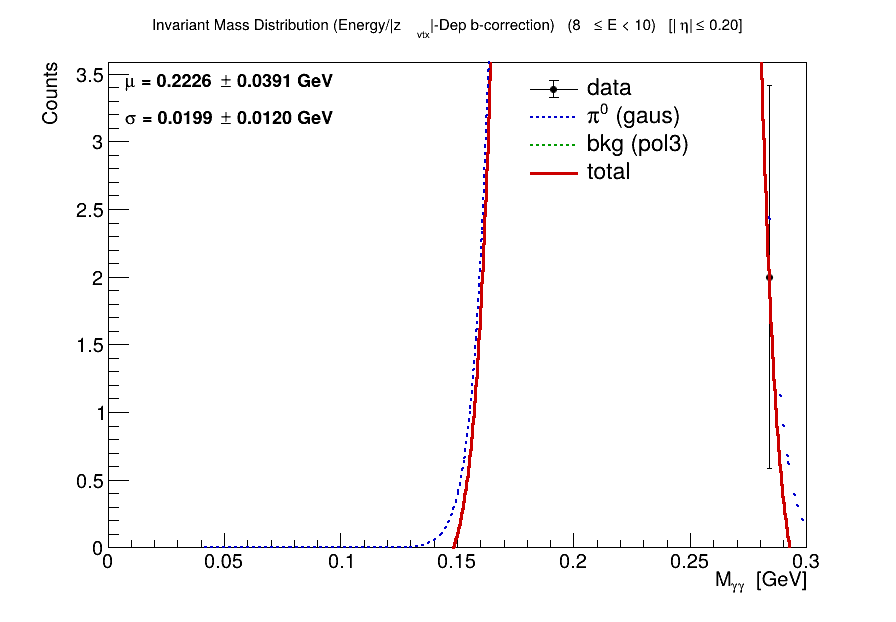 Invariant Mass Distribution (Energy/|z vtx|-Dep b-correction) (8 ≤ E < 10) [|η| ≤ 0.20]
Counts
μ = 0.2226 ± 0.0391 GeV
σ = 0.0199 ± 0.0120 GeV
data
π0 (gaus)
bkg (pol3)
total
3.5
3
2.5
2
1.5
1
0.5
0
0 0.05 0.1 0.15 0.2 0.25 0.3
Mγγ [GeV]